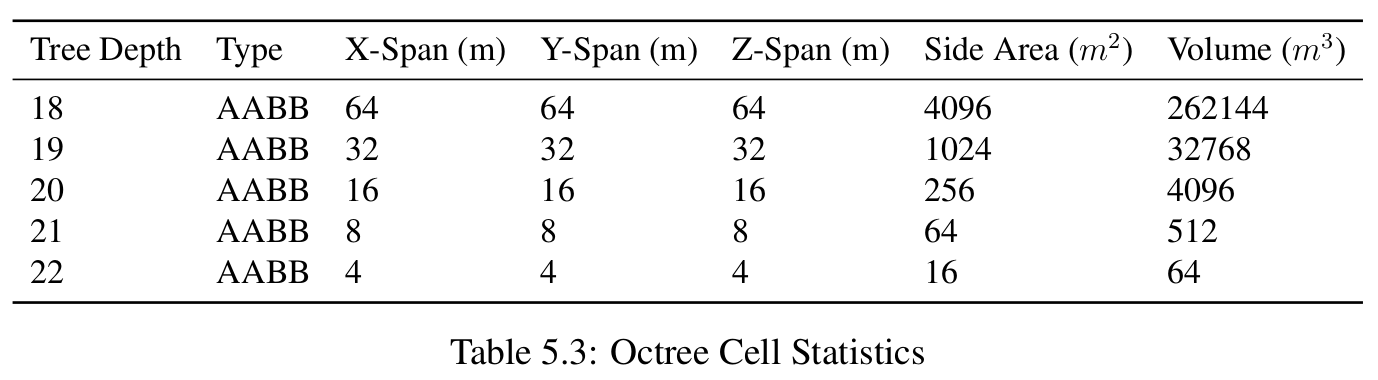 Tree Depth Type X-Span (m) Y-Span (m) Z-Span (m) Side Area (m²) Volume (m³)
18 AABB 64 64 64 4096 262144
19 AABB 32 32 32 1024 32768
20 AABB 16 16 16 256 4096
21 AABB 8 8 8 64 512
22 AABB 4 4 4 16 64
Table 5.3: Octree Cell Statistics